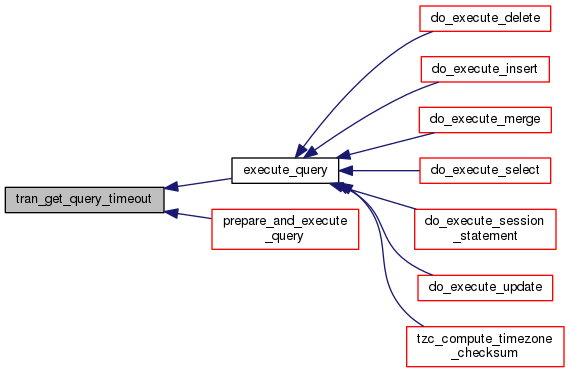 tran_get_query_timeout
execute_query
prepare_and_execute
_query
do_execute_delete
do_execute_insert
do_execute_merge
do_execute_select
do_execute_session
_statement
do_execute_update
tzc_compute_timezone
_checksum